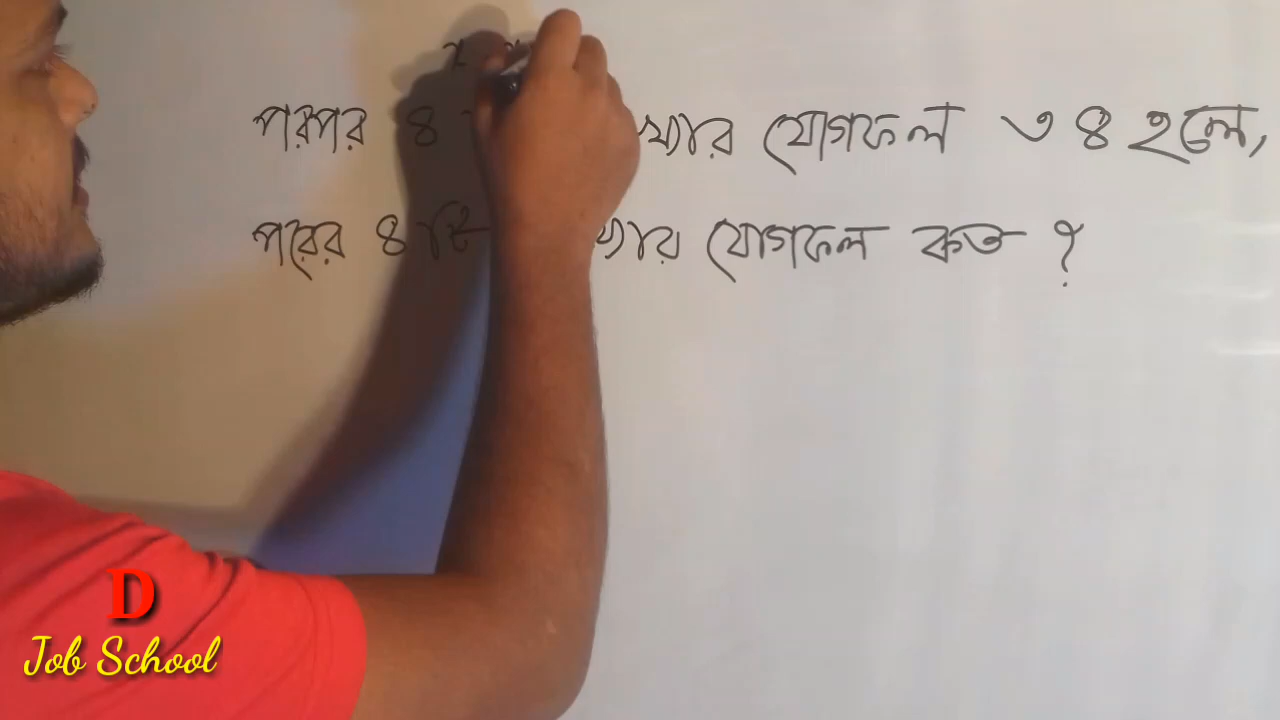 পরপর ৪ যোগফল ৩৪ হলে,
পরের ৪টি যোগফল কত ?
D
Job School